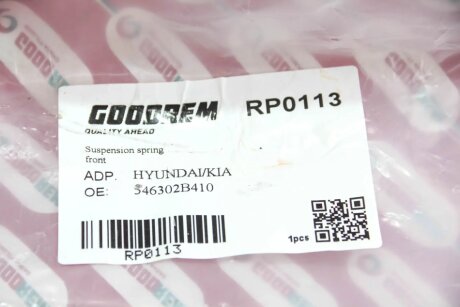 GOODREM RP0113
QUALITY AHEAD
Suspension spring
front
ADP. HYUNDAI/KIA
OE: 546302B410
1pcs
RP0113